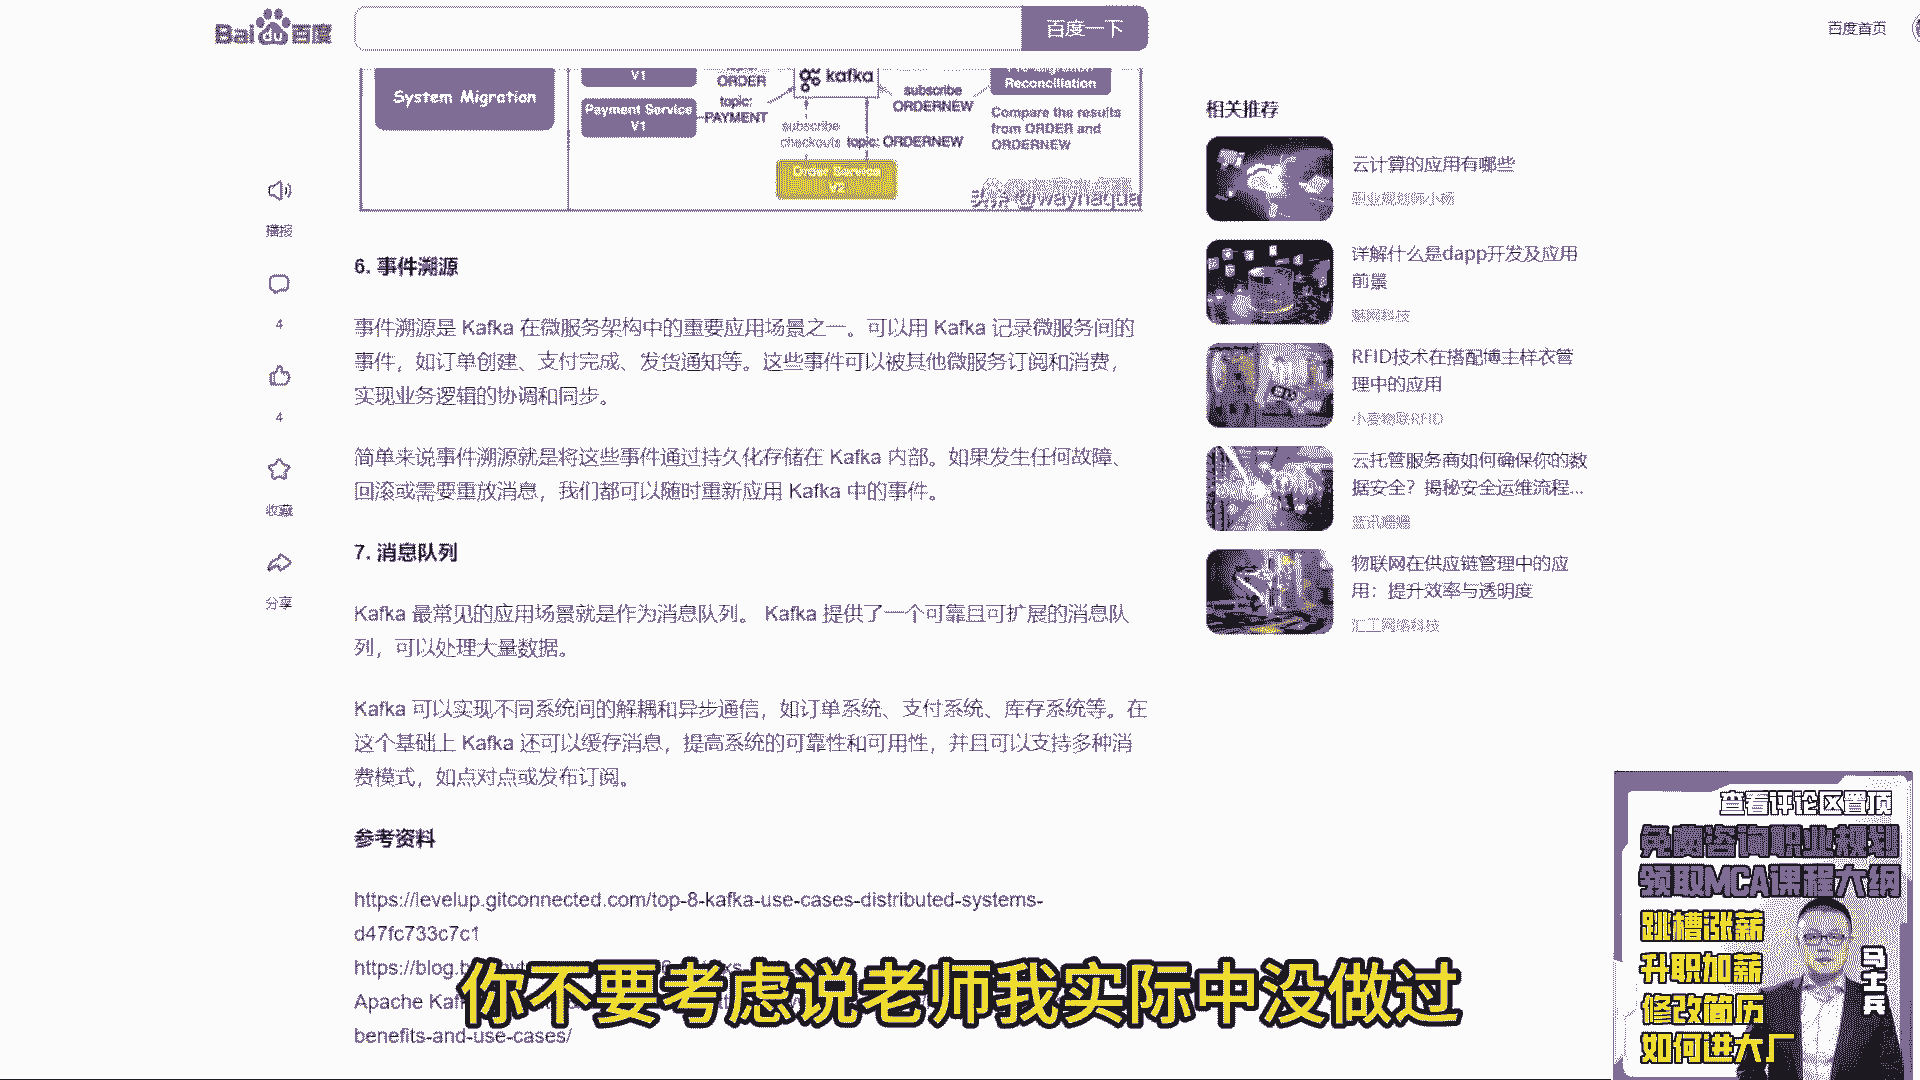 Bai du 百度
百度一下
百度首页
System Migration
V1
Payment Service
V1
ORDER
topic:
PAYMENT
kafka
subscribe
checkouts
topic: ORDERNEW
subscribe
ORDERNEW
Reconciliation
Compare the results
from ORDER and
ORDERNEW
Order Service
头条 @waynaqua
播报
4
4
收藏
分享
6. 事件溯源
事件溯源是 Kafka 在微服务架构中的重要应用场景之一。可以用 Kafka 记录微服务间的
事件，如订单创建、支付完成、发货通知等。这些事件可以被其他微服务订阅和消费，
实现业务逻辑的协调和同步。
简单来说事件溯源就是将这些事件通过持久化存储在 Kafka 内部。如果发生任何故障、
回滚或需要重放消息，我们都可以随时重新应用 Kafka 中的事件。
7. 消息队列
Kafka 最常见的应用场景就是作为消息队列。 Kafka 提供了一个可靠且可扩展的消息队
列，可以处理大量数据。
Kafka 可以实现不同系统间的解耦和异步通信，如订单系统、支付系统、库存系统等。在
这个基础上 Kafka 还可以缓存消息，提高系统的可靠性和可用性，并且可以支持多种消
费模式，如点对点或发布订阅。
参考资料
https://levelup.gitconnected.com/top-8-kafka-use-cases-distributed-systems-
d47fc733c7c1
https://blog.b
Apache Kaf
benefits-and-use-cases/
你不要考虑说老师我实际中没做过
相关推荐
云计算的应用有哪些
职业规划师小杨
详解什么是dapp开发及应用
前景
魅网科技
RFID技术在搭配博主样衣管
理中的应用
小麦物联RFID
云托管服务商如何确保你的数
据安全？揭秘安全运维流程...
蓝讯姗姗
物联网在供应链管理中的应
用：提升效率与透明度
汇工网络科技
查看评论区置顶
免费咨询职业规划
领取MCA课程大纲
跳槽涨薪
升职加薪
修改简历
如何进大厂
马士兵